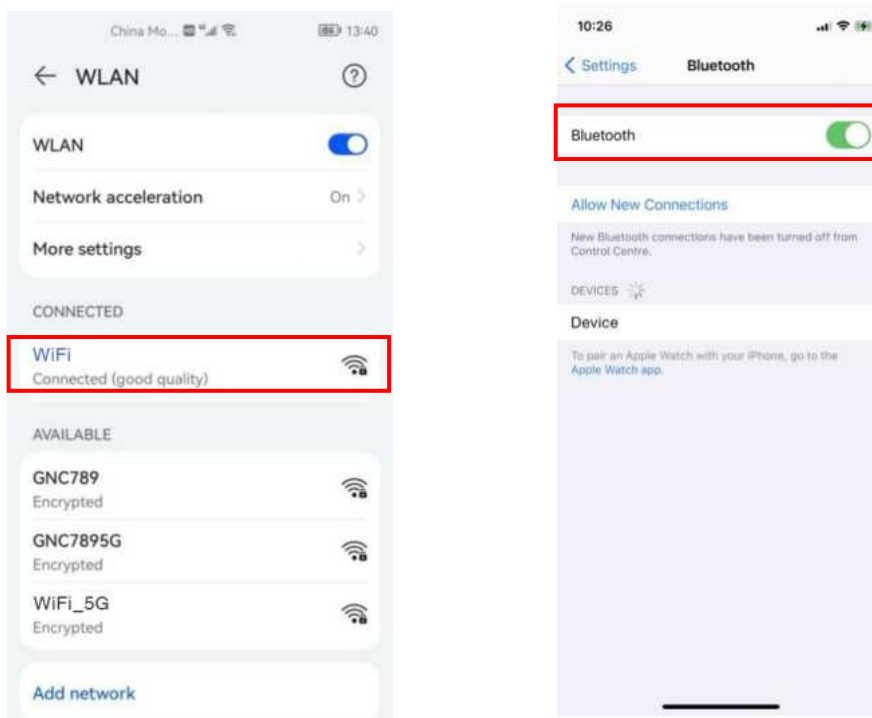 China Mo...
13:40
WLAN
WLAN
Network acceleration On
More settings
CONNECTED
WiFi
Connected (good quality)
AVAILABLE
GNC789
Encrypted
GNC7895G
Encrypted
WiFi_5G
Encrypted
Add network
10:26
Settings Bluetooth
Bluetooth
Allow New Connections
New Bluetooth connections have been turned off from
Control Centre.
DEVICES
Device
To pair an Apple Watch with your iPhone, go to the
Apple Watch app.